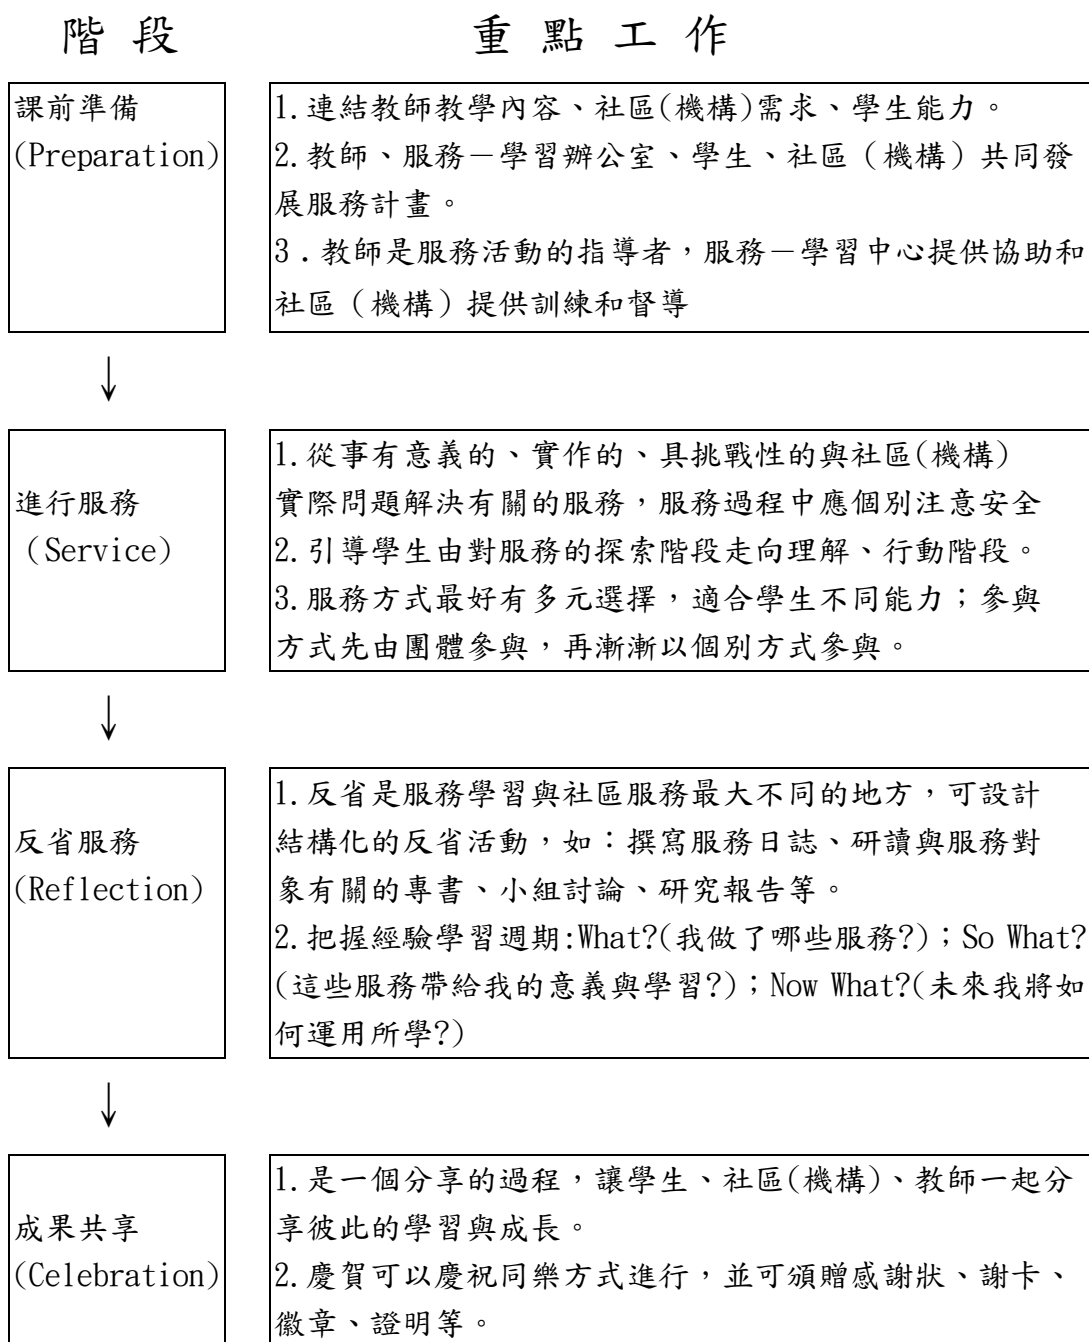 階 段 重 點 工 作
課前準備
(Preparation)
1.連結教師教學內容、社區(機構)需求、學生能力。
2.教師、服務－學習辦公室、學生、社區（機構）共同發
展服務計畫。
3.教師是服務活動的指導者，服務－學習中心提供協助和
社區（機構）提供訓練和督導
↓
進行服務
（Service）
1.從事有意義的、實作的、具挑戰性的與社區(機構)
實際問題解決有關的服務，服務過程中應個別注意安全
2.引導學生由對服務的探索階段走向理解、行動階段。
3.服務方式最好有多元選擇，適合學生不同能力；參與
方式先由團體參與，再漸漸以個別方式參與。
↓
反省服務
(Reflection)
1.反省是服務學習與社區服務最大不同的地方，可設計
結構化的反省活動，如：撰寫服務日誌、研讀與服務對
象有關的專書、小組討論、研究報告等。
2.把握經驗學習週期:What?(我做了哪些服務?)；So What?
(這些服務帶給我的意義與學習?)；Now What?(未來我將如
何運用所學?)
↓
成果共享
(Celebration)
1.是一個分享的過程，讓學生、社區(機構)、教師一起分
享彼此的學習與成長。
2.慶賀可以慶祝同樂方式進行，並可頒贈感謝狀、謝卡、
徽章、證明等。